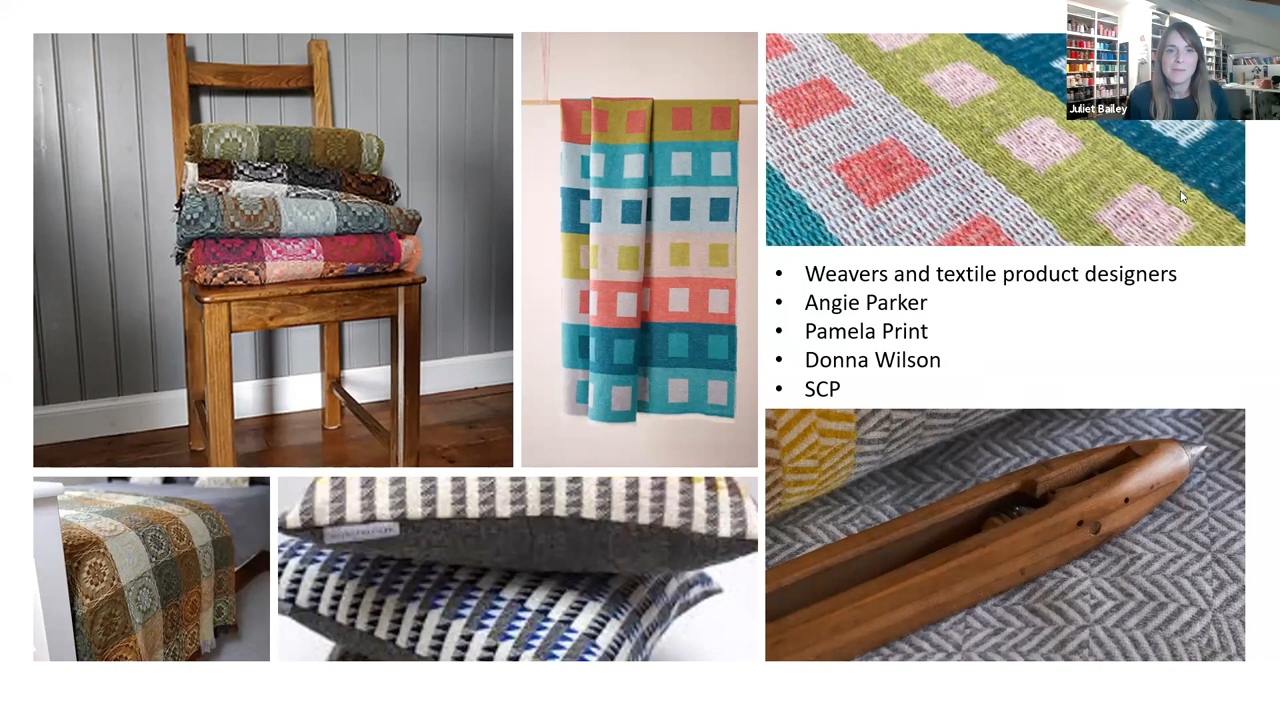 Juliet Bailey
• Weavers and textile product designers
• Angie Parker
• Pamela Print
• Donna Wilson
• SCP